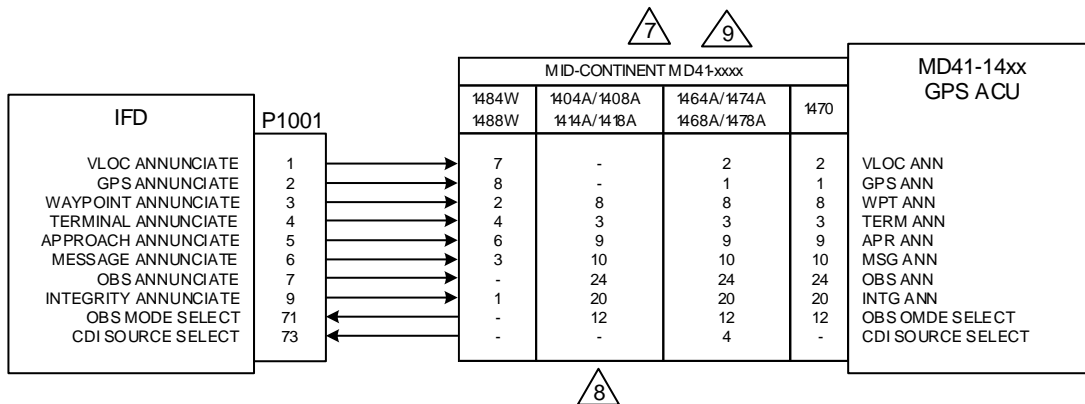 7 9
MID-CONTINENT MD41-xxxx
MD41-14xx
GPS ACU
IFD P1001
1484W 1404A/1408A 1464A/1474A 1470
1488W 1414A/1418A 1468A/1478A
VLOC ANNUNCIATE 1 7 - 2 2 VLOC ANN
GPS ANNUNCIATE 2 8 - 1 1 GPS ANN
WAYPOINT ANNUNCIATE 3 2 8 8 8 WPT ANN
TERMINAL ANNUNCIATE 4 4 3 3 3 TERM ANN
APPROACH ANNUNCIATE 5 6 9 9 9 APR ANN
MESSAGE ANNUNCIATE 6 3 10 10 10 MSG ANN
OBS ANNUNCIATE 7 - 24 24 24 OBS ANN
INTEGRITY ANNUNCIATE 9 1 20 20 20 INTG ANN
OBS MODE SELECT 71 - 12 12 12 OBS OMDE SELECT
CDI SOURCE SELECT 73 - - 4 - CDI SOURCE SELECT
8